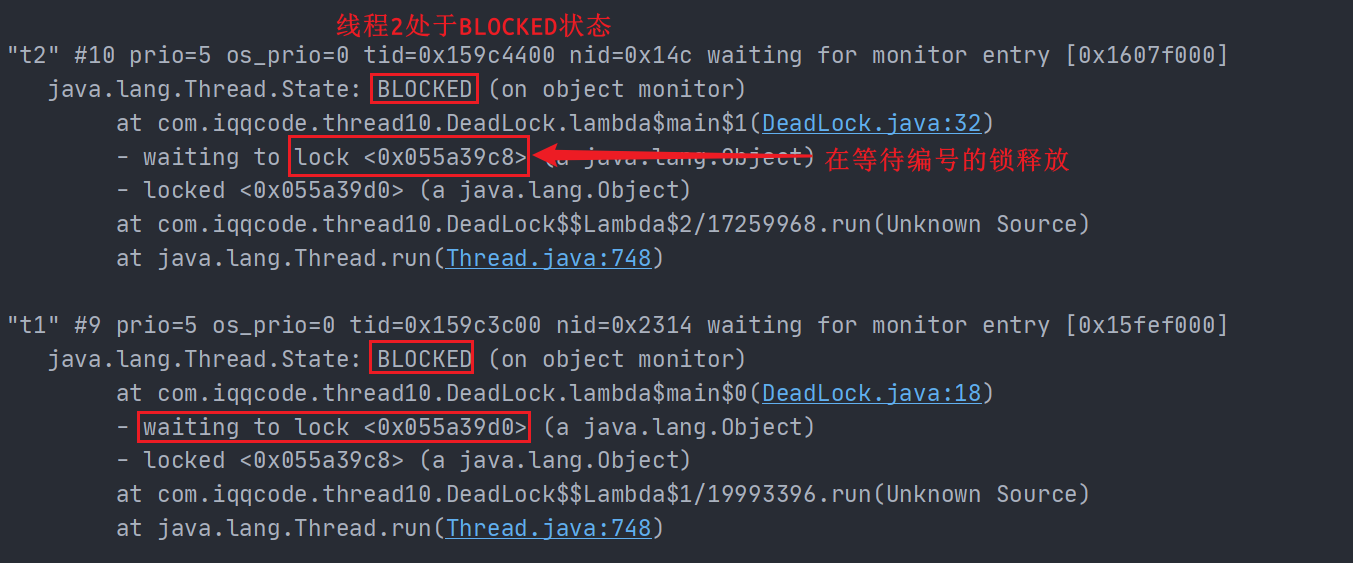 线程2处于BLOCKED状态
"t2" #10 prio=5 os_prio=0 tid=0x159c4400 nid=0x14c waiting for monitor entry [0x1607f000]
java.lang.Thread.State: BLOCKED (on object monitor)
at com.iqqcode.thread10.DeadLock.lambda$main$1(DeadLock.java:32)
- waiting to lock <0x055a39c8> (a java.lang.Object) 在等待编号的锁释放
- locked <0x055a39d0> (a java.lang.Object)
at com.iqqcode.thread10.DeadLock$$Lambda$2/17259968.run(Unknown Source)
at java.lang.Thread.run(Thread.java:748)
"t1" #9 prio=5 os_prio=0 tid=0x159c3c00 nid=0x2314 waiting for monitor entry [0x15fef000]
java.lang.Thread.State: BLOCKED (on object monitor)
at com.iqqcode.thread10.DeadLock.lambda$main$0(DeadLock.java:18)
- waiting to lock <0x055a39d0> (a java.lang.Object)
- locked <0x055a39c8> (a java.lang.Object)
at com.iqqcode.thread10.DeadLock$$Lambda$1/19993396.run(Unknown Source)
at java.lang.Thread.run(Thread.java:748)